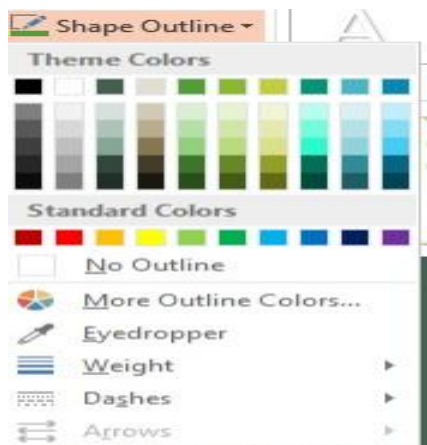 Shape Outline
Theme Colors
Standard Colors
No Outline
More Outline Colors...
Eyedropper
Weight
Dashes
Arrows